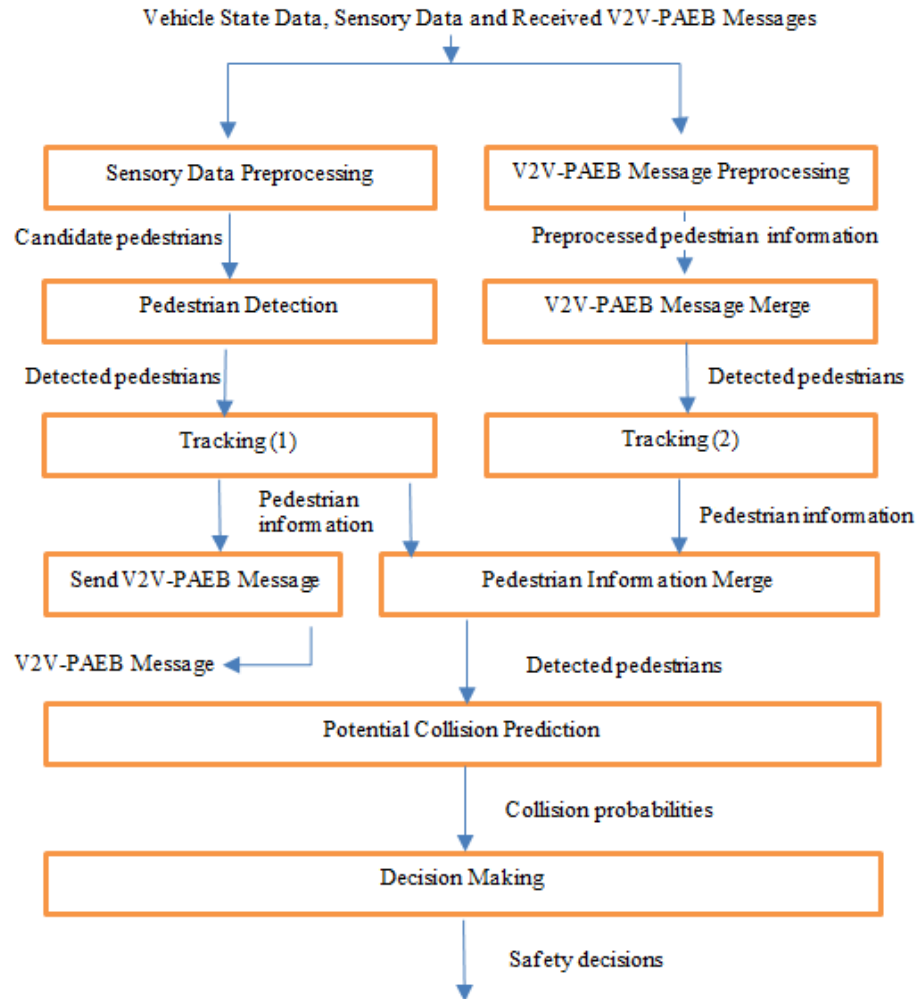 Vehicle State Data, Sensory Data and Received V2V-PAEB Messages
Sensory Data Preprocessing
V2V-PAEB Message Preprocessing
Candidate pedestrians
Preprocessed pedestrian information
Pedestrian Detection
V2V-PAEB Message Merge
Detected pedestrians
Detected pedestrians
Tracking (1)
Tracking (2)
Pedestrian
information
Pedestrian information
Send V2V-PAEB Message
Pedestrian Information Merge
V2V-PAEB Message
Detected pedestrians
Potential Collision Prediction
Collision probabilities
Decision Making
Safety decisions